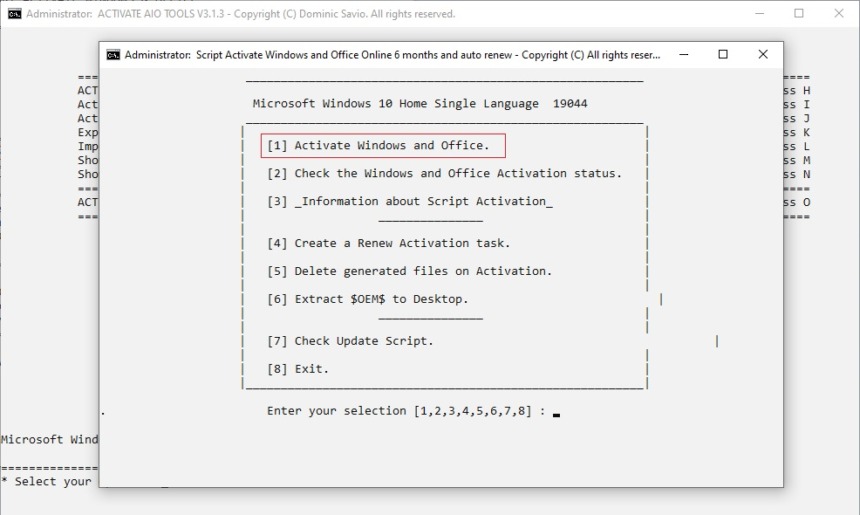 Administrator: ACTIVATE AIO TOOLS V3.1.3 - Copyright (C) Dominic Savio. All rights reserved.
Administrator: Script Activate Windows and Office Online 6 months and auto renew - Copyright (C) All rights reser...
Microsoft Windows 10 Home Single Language 19044
ACT
ss H
[1] Activate Windows and Office.
Act
ss I
Act
ss J
Exp
ss K
[2] Check the Windows and Office Activation status.
Imp
ss L
Sho
ss M
Sho
ss N
[3] _Information about Script Activation_
ACT
ss O
[4] Create a Renew Activation task.
[5] Delete generated files on Activation.
[6] Extract $OEM$ to Desktop.
[7] Check Update Script.
[8] Exit.
Enter your selection [1,2,3,4,5,6,7,8] :
Microsoft Wind
* Select your